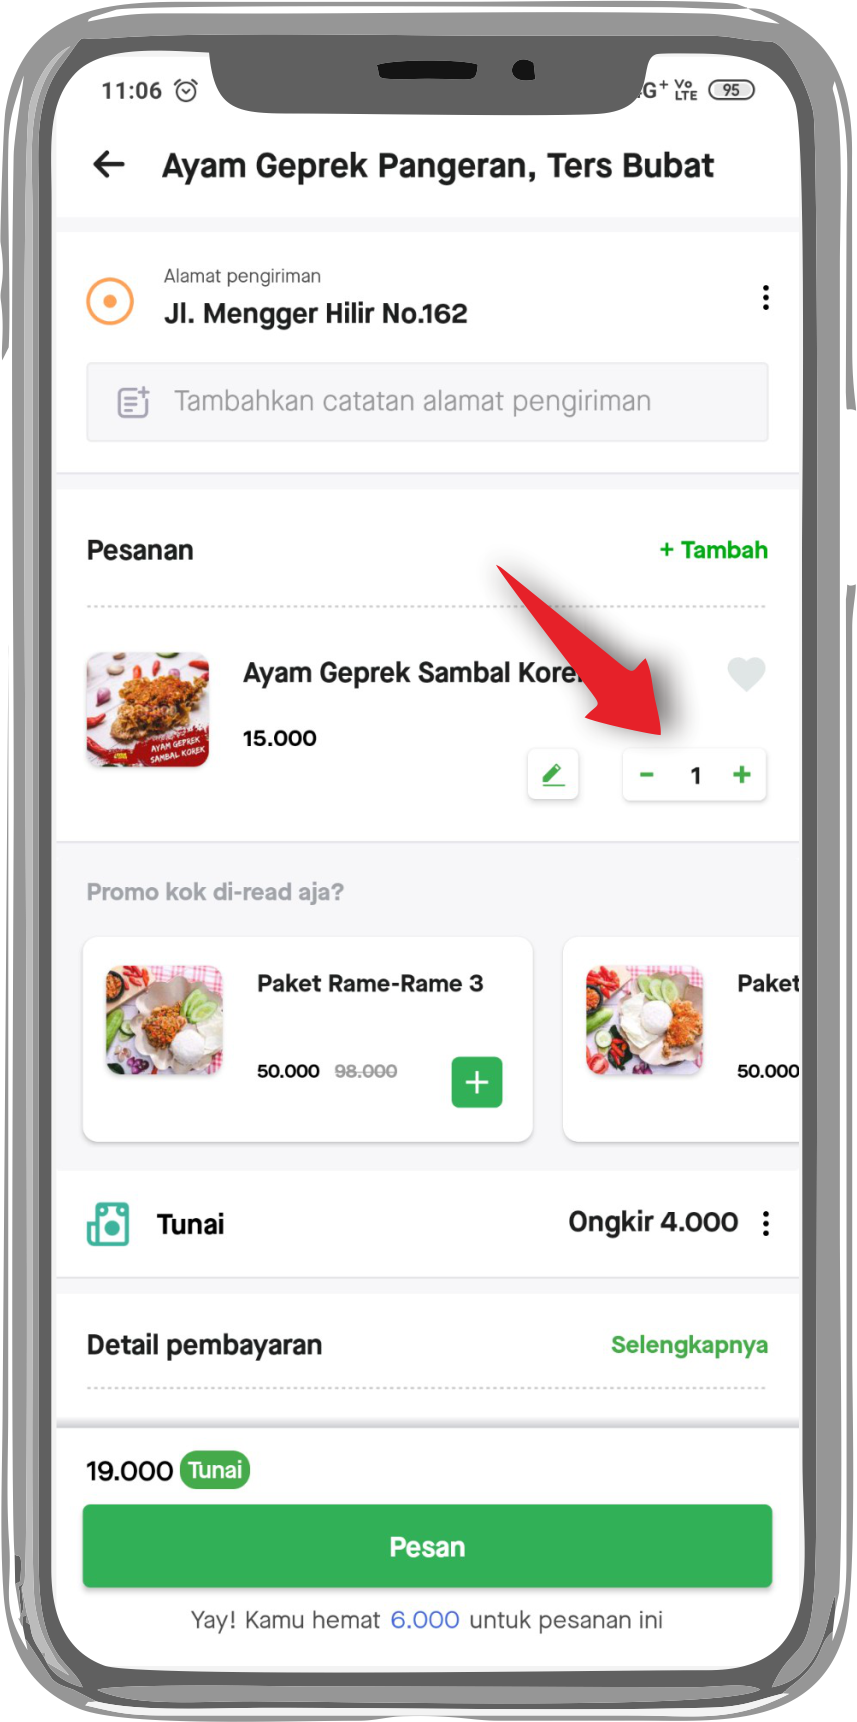 11:06
G+ Vo LTE 95
Ayam Geprek Pangeran, Ters Bubat
Alamat pengiriman
Jl. Mengger Hilir No.162
Tambahkan catatan alamat pengiriman
Pesanan
+ Tambah
Ayam Geprek Sambal
15.000
AYAM GEPREK
SAMBAL KOREK
- 1 +
Promo kok di-read aja?
Paket Rame-Rame 3
50.000 98.000
+
Paket
50.000
Tunai
Ongkir 4.000
Detail pembayaran
Selengkapnya
19.000 Tunai
Pesan
Yay! Kamu hemat 6.000 untuk pesanan ini